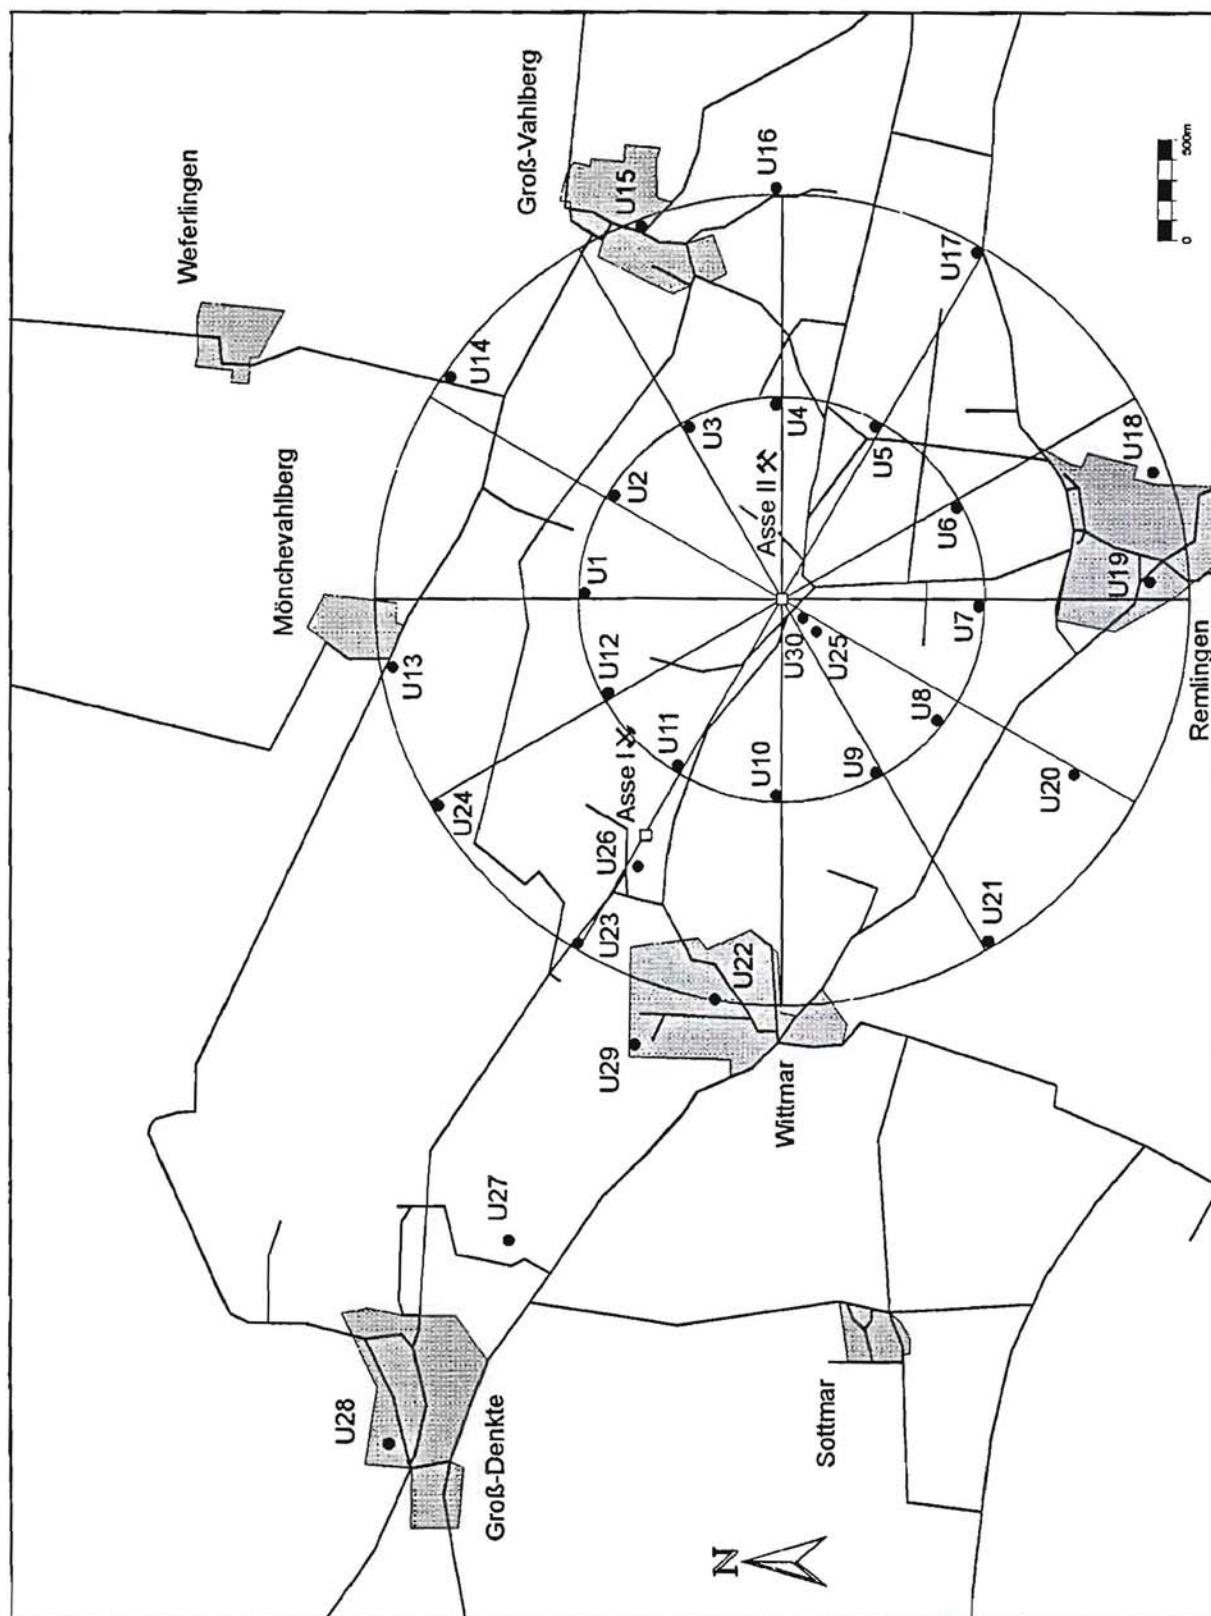 Weferlingen
Groß-Vahlberg
Mönchevahlberg
U14
U15
U16
U13
U1
U2
U3
U4
Asse II
U12
U24
U11
Asse I
U26
U23
U10
U30
U25
U5
U6
U17
0
500m
U7
U18
U19
Remlingen
U8
U9
U20
U21
U22
U29
Wittmar
U27
U28
Groß-Denkte
Sottmar
N